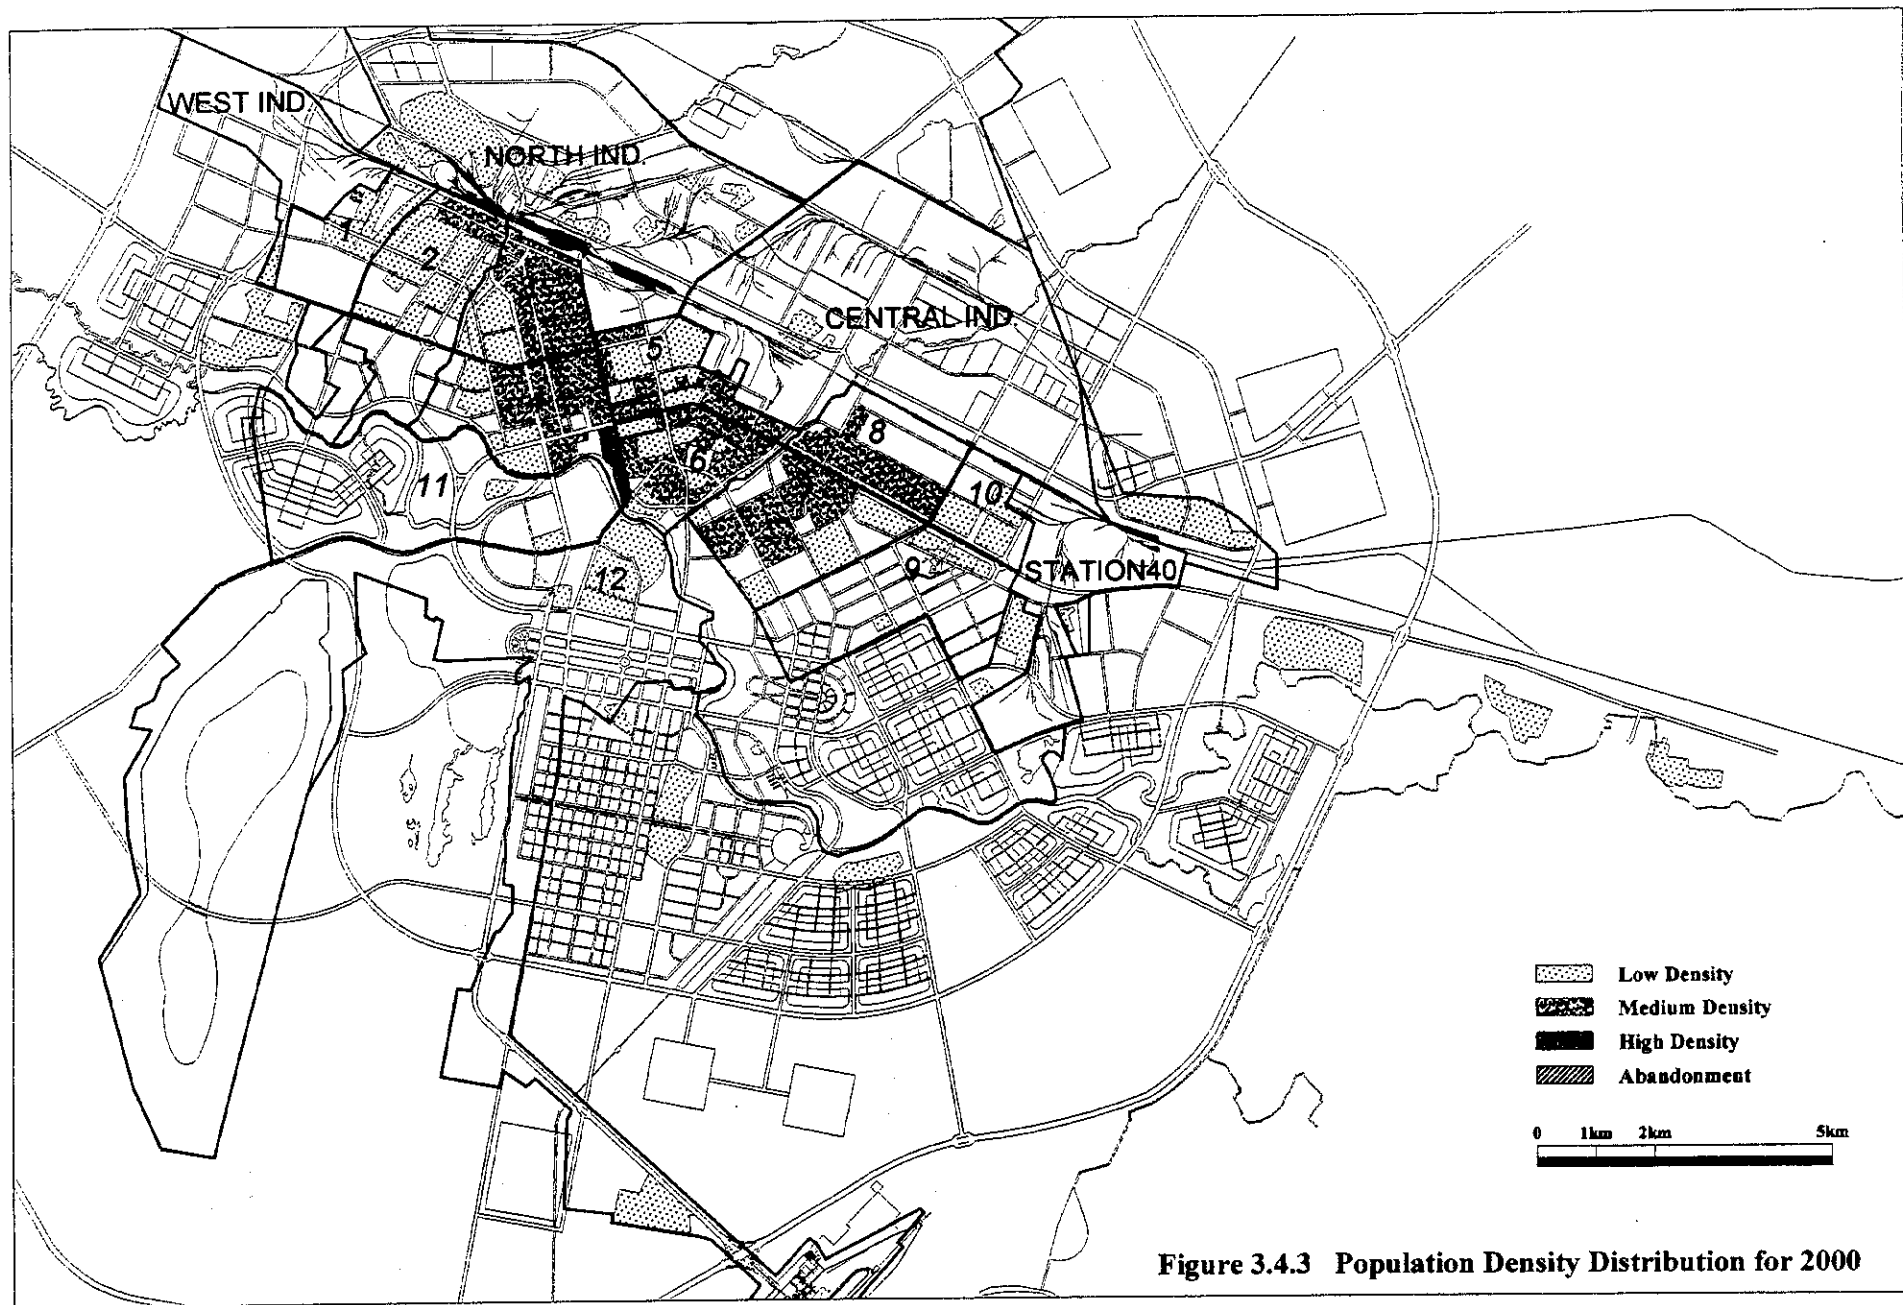 WEST IND.
NORTH IND.
1
2
CENTRAL IND.
5
8
6
11
10
9
STATION40
12
Low Density
Medium Density
High Density
Abandonment
0 1km 2km 5km
Figure 3.4.3 Population Density Distribution for 2000